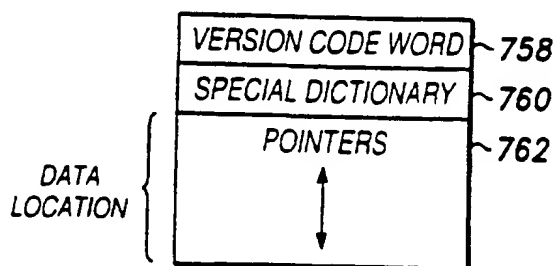 VERSION CODE WORD 758
SPECIAL DICTIONARY 760
POINTERS 762
DATA
LOCATION